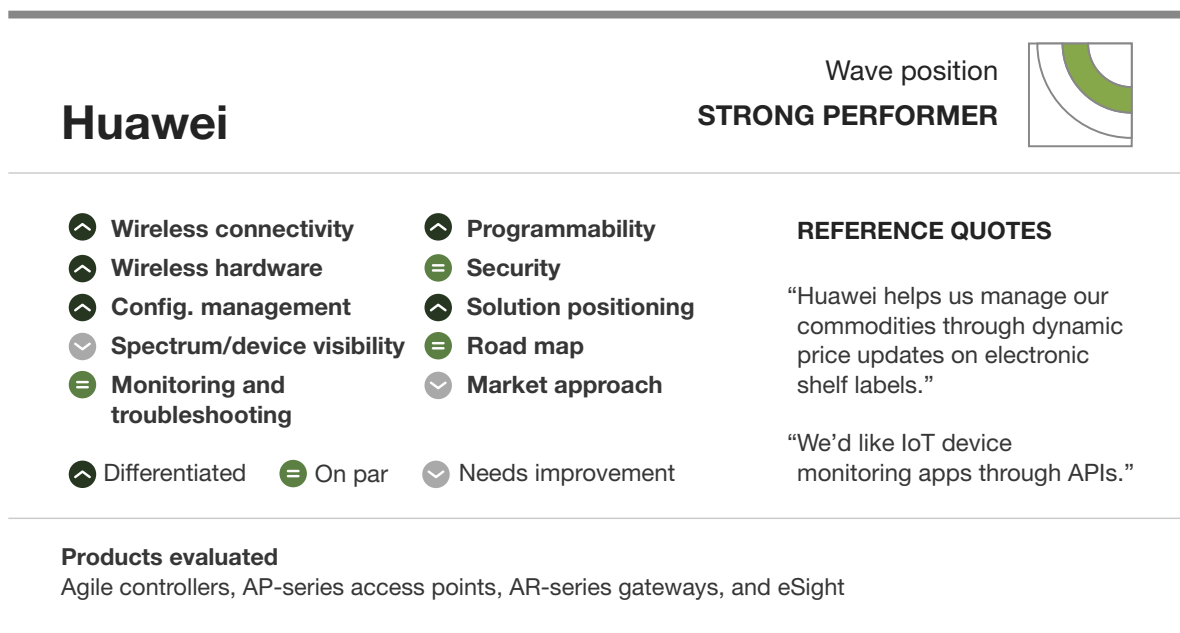 Huawei
Wave position
STRONG PERFORMER
Wireless connectivity
Wireless hardware
Config. management
Spectrum/device visibility
Monitoring and
troubleshooting
Programmability
Security
Solution positioning
Road map
Market approach
Differentiated
On par
Needs improvement
REFERENCE QUOTES
“Huawei helps us manage our
commodities through dynamic
price updates on electronic
shelf labels.”
“We’d like IoT device
monitoring apps through APIs.”
Products evaluated
Agile controllers, AP-series access points, AR-series gateways, and eSight